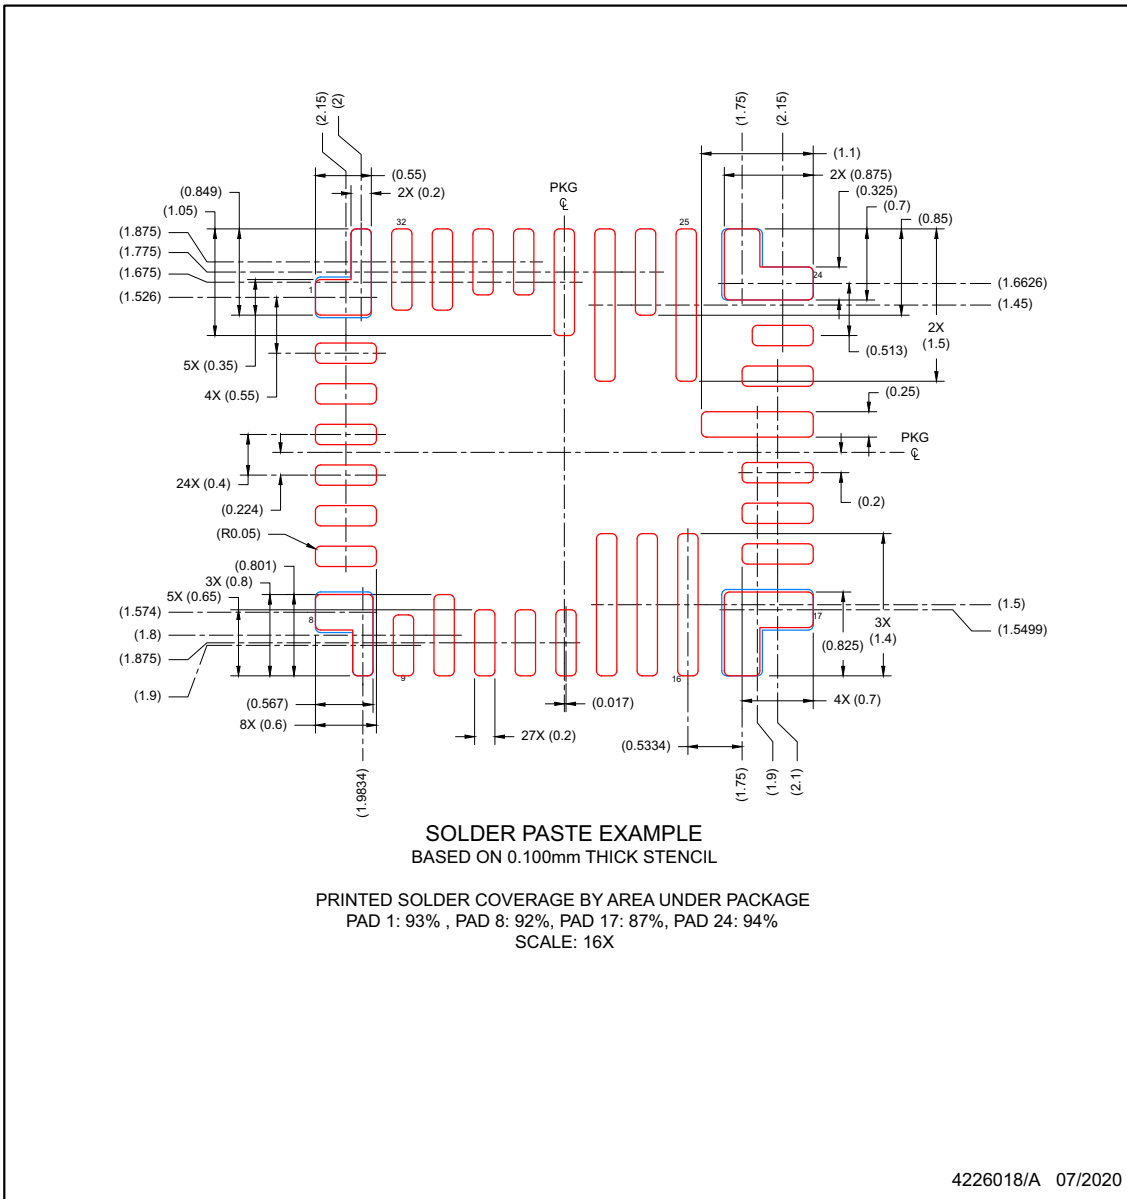 (2.15)
(2)
(1.75)
(2.15)
(0.55)
2X (0.2)
(0.849)
(1.05)
(1.875)
(1.775)
(1.675)
(1.526)
PKG
℄
(1.1)
2X (0.875)
(0.325)
(0.7)
(0.85)
32
25
24
1
(1.6626)
(1.45)
2X
(1.5)
(0.513)
5X (0.35)
4X (0.55)
(0.25)
PKG
℄
24X (0.4)
(0.224)
(0.2)
(R0.05)
(0.801)
3X (0.8)
5X (0.65)
(1.574)
(1.8)
(1.875)
(1.9)
8
9
16
17
(1.5)
(1.5499)
3X
(1.4)
(0.825)
(0.567)
8X (0.6)
(0.017)
4X (0.7)
27X (0.2)
(0.5334)
(1.9834)
(1.75)
(1.9)
(2.1)
SOLDER PASTE EXAMPLE
BASED ON 0.100mm THICK STENCIL
PRINTED SOLDER COVERAGE BY AREA UNDER PACKAGE
PAD 1: 93% , PAD 8: 92%, PAD 17: 87%, PAD 24: 94%
SCALE: 16X
4226018/A 07/2020